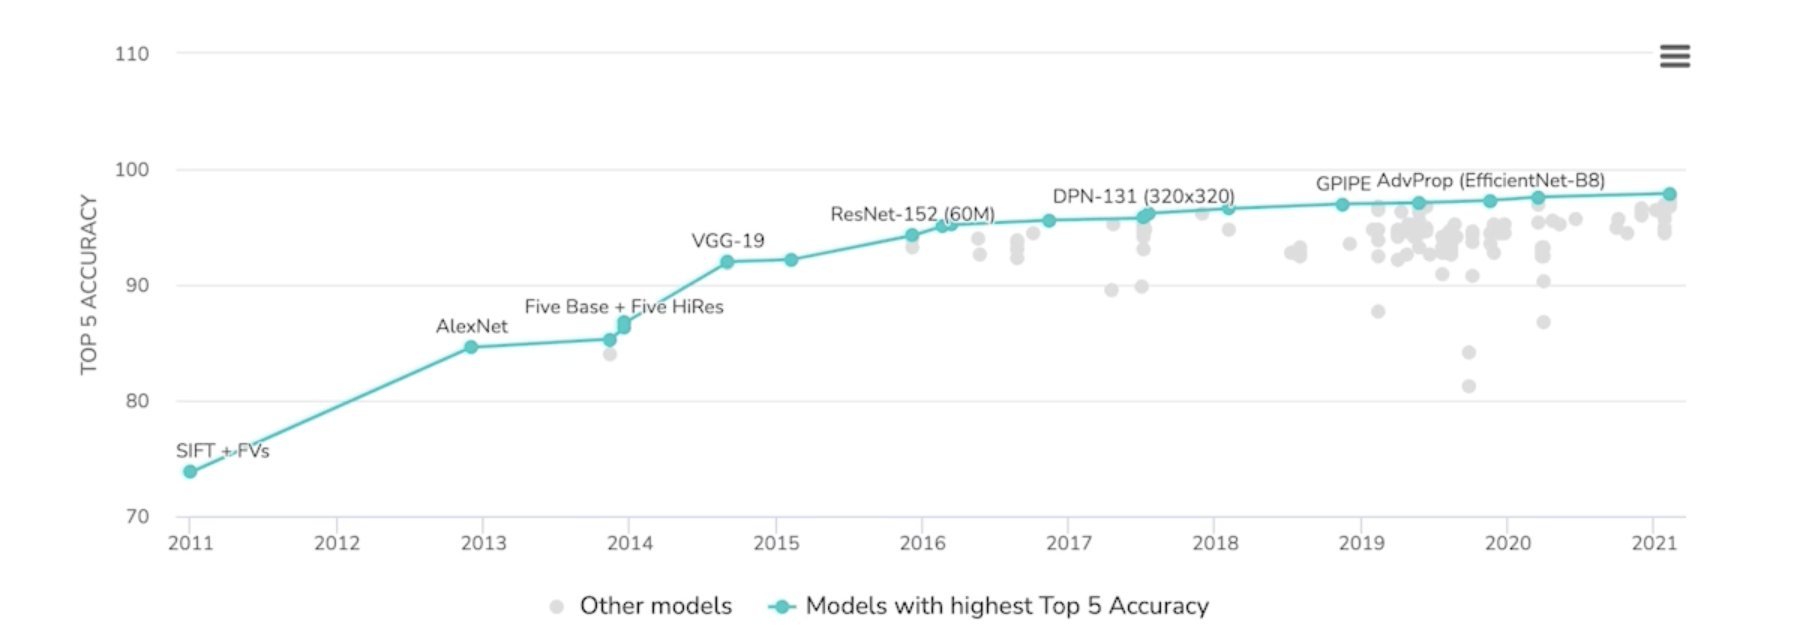 110
100
GPIPE AdvProp (EfficientNet-B8)
DPN-131 (320x320)
ResNet-152 (60M)
VGG-19
90
Five Base + Five HiRes
AlexNet
80
SIFT + FVs
70
TOP 5 ACCURACY
2011 2012 2013 2014 2015 2016 2017 2018 2019 2020 2021
Other models Models with highest Top 5 Accuracy